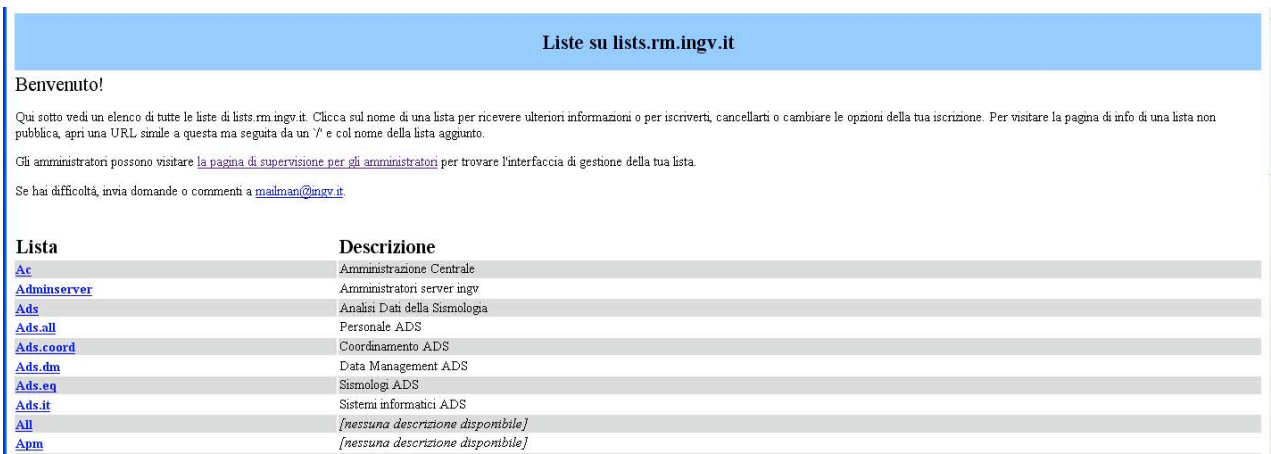 Liste su lists.rm.ingv.it
Benvenuto!
Qui sotto vedi un elenco di tutte le liste di lists.rm.ingv.it. Clicca sul nome di una lista per ricevere ulteriori informazioni o per iscriverti, cancellarti o cambiare le opzioni della tua iscrizione. Per visitare la pagina di info di una lista non
pubblica, apri una URL simile a questa ma seguita da un `/' e col nome della lista aggiunto.
Gli amministratori possono visitare la pagina di supervisione per gli amministratori per trovare l'interfaccia di gestione della tua lista.
Se hai difficoltà, invia domande o commenti a mailman@ingv.it.
Lista Descrizione
Ac Amministrazione Centrale
Adminserver Amministratori server ingv
Ads Analisi Dati della Sismologia
Ads.all Personale ADS
Ads.coord Coordinamento ADS
Ads.dm Data Management ADS
Ads.eq Sismologi ADS
Ads.it Sistemi informatici ADS
All [nessuna descrizione disponibile]
Apm [nessuna descrizione disponibile]